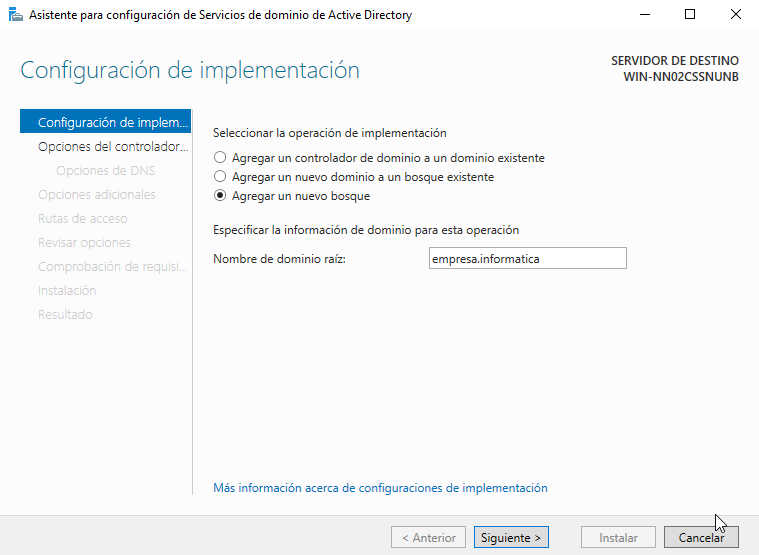 Asistente para configuración de Servicios de dominio de Active Directory
Configuración de implementación
SERVIDOR DE DESTINO
WIN-NN02CSSNUNB
Configuración de implem...
Opciones del controlador...
Opciones de DNS
Opciones adicionales
Rutas de acceso
Revisar opciones
Comprobación de requisi...
Instalación
Resultado
Seleccionar la operación de implementación
Agregar un controlador de dominio a un dominio existente
Agregar un nuevo dominio a un bosque existente
Agregar un nuevo bosque
Especificar la información de dominio para esta operación
Nombre de dominio raíz:
empresa.informatica
Más información acerca de configuraciones de implementación
< Anterior
Siguiente >
Instalar
Cancelar